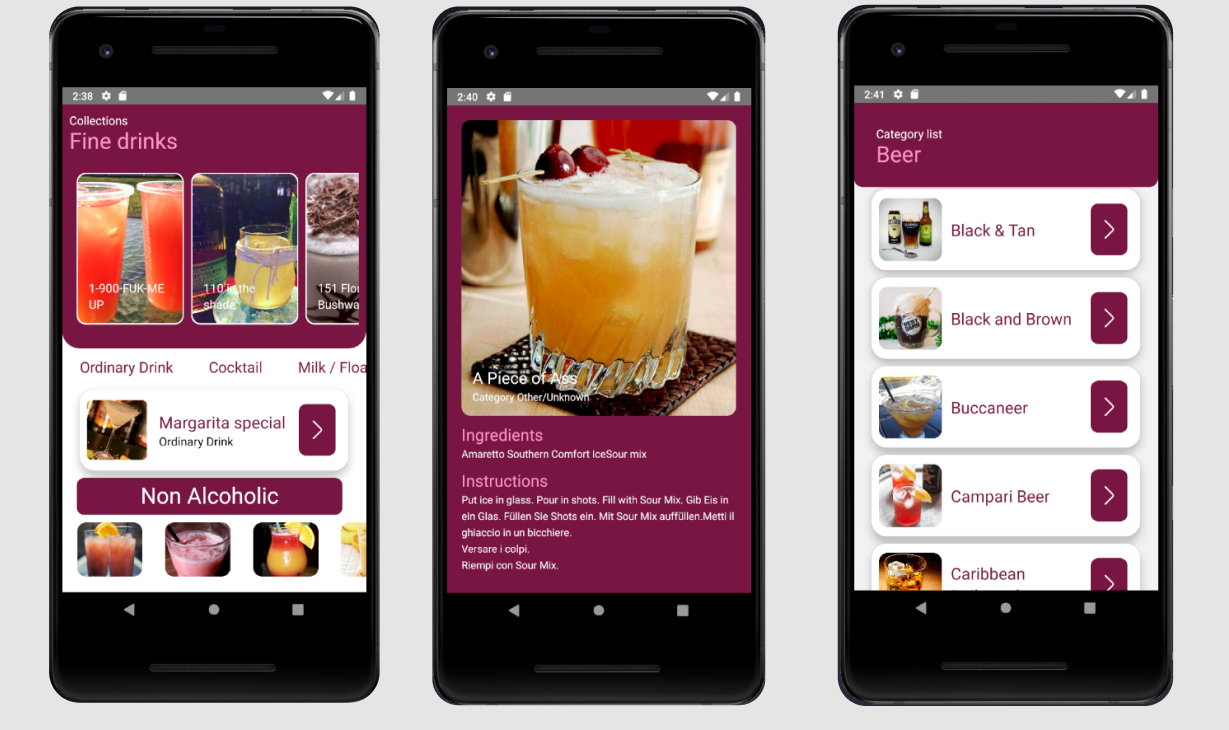 2:38
Collections
Fine drinks
1-900-FUK-ME
UP
110 in the
shade
151 Flo
Bushwa
Ordinary Drink
Cocktail
Milk / Floa
Margarita special
Ordinary Drink
Non Alcoholic
2:40
A Piece of Ass
Category Other/Unknown
Ingredients
Amaretto Southern Comfort IceSour mix
Instructions
Put ice in glass. Pour in shots. Fill with Sour Mix. Gib Eis in
ein Glas. Füllen Sie Shots ein. Mit Sour Mix auffüllen.Metti il
ghiaccio in un bicchiere.
Versare i colpi.
Riempi con Sour Mix.
2:41
Category list
Beer
Black & Tan
Black and Brown
Buccaneer
Campari Beer
Caribbean